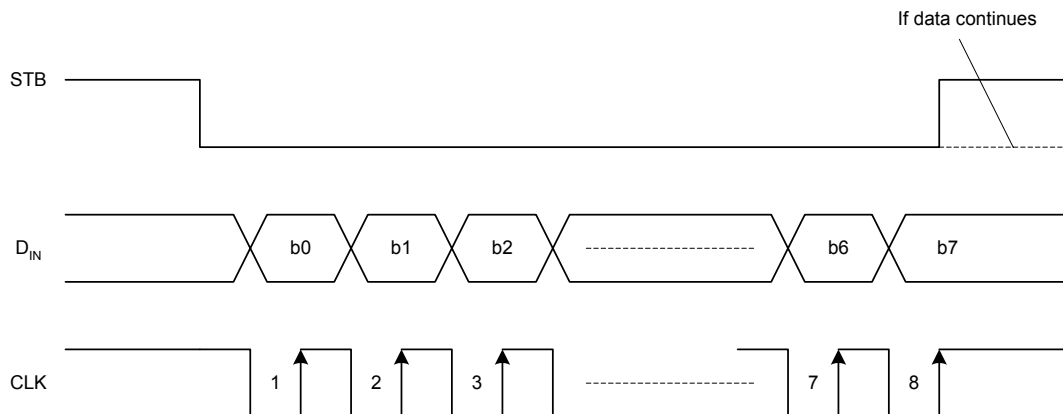 If data continues
STB
D_IN b0 b1 b2 b6 b7
CLK 1 2 3 7 8